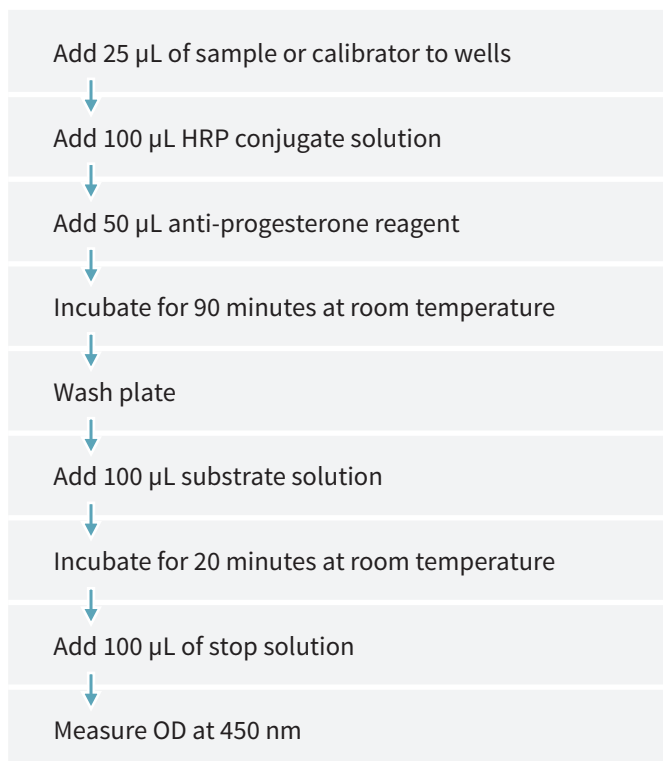 Add 25 µL of sample or calibrator to wells
Add 100 µL HRP conjugate solution
Add 50 µL anti-progesterone reagent
Incubate for 90 minutes at room temperature
Wash plate
Add 100 µL substrate solution
Incubate for 20 minutes at room temperature
Add 100 µL of stop solution
Measure OD at 450 nm